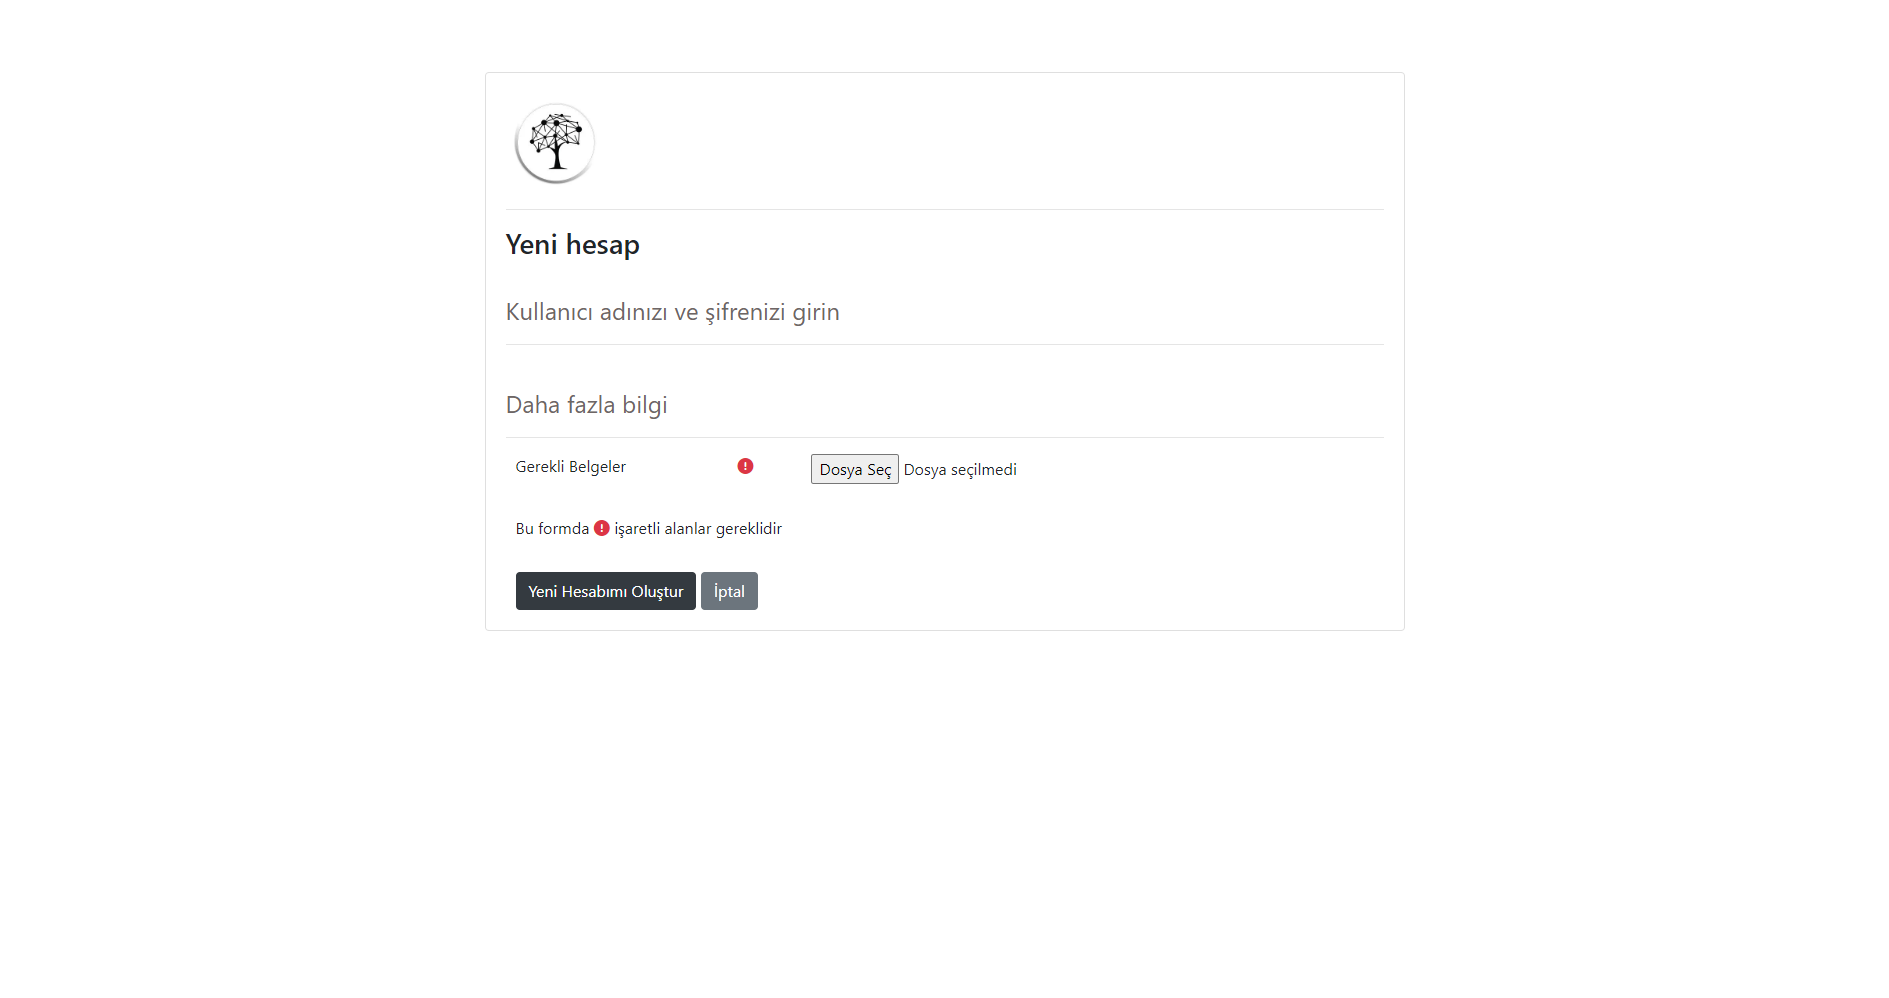 Yeni hesap
Kullanıcı adınızı ve şifrenizi girin
Daha fazla bilgi
Gerekli Belgeler Dosya Seç Dosya seçilmedi
Bu formda işaretli alanlar gereklidir
Yeni Hesabımı Oluştur İptal